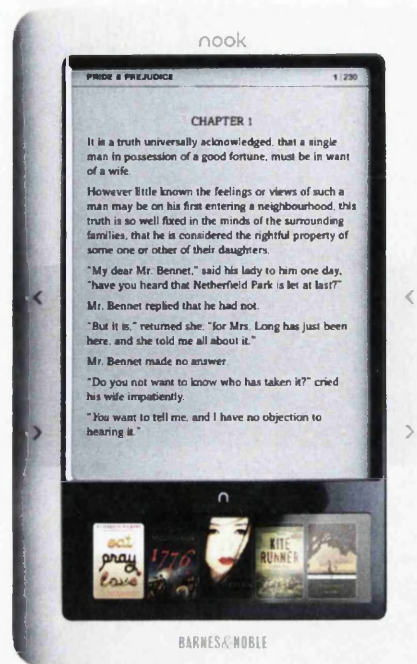 nook
PRIDE & PREJUDICE 1|230
CHAPTER 1
It is a truth universally acknowledged, that a single
man in possession of a good fortune, must be in want
of a wife.
However little known the feelings or views of such a
man may be on his first entering a neighbourhood, this
truth is so well fixed in the minds of the surrounding
families, that he is considered the rightful property of
some one or other of their daughters.
"My dear Mr. Bennet," said his lady to him one day,
"have you heard that Netherfield Park is let at last?"
Mr. Bennet replied that he had not.
"But it is," returned she; "for Mrs. Long has just been
here, and she told me all about it."
Mr. Bennet made no answer.
"Do you not want to know who has taken it?" cried
his wife impatiently.
"You want to tell me, and I have no objection to
hearing it."
n
eat
pray
love
1776
KITE
RUNNER
BARNES & NOBLE